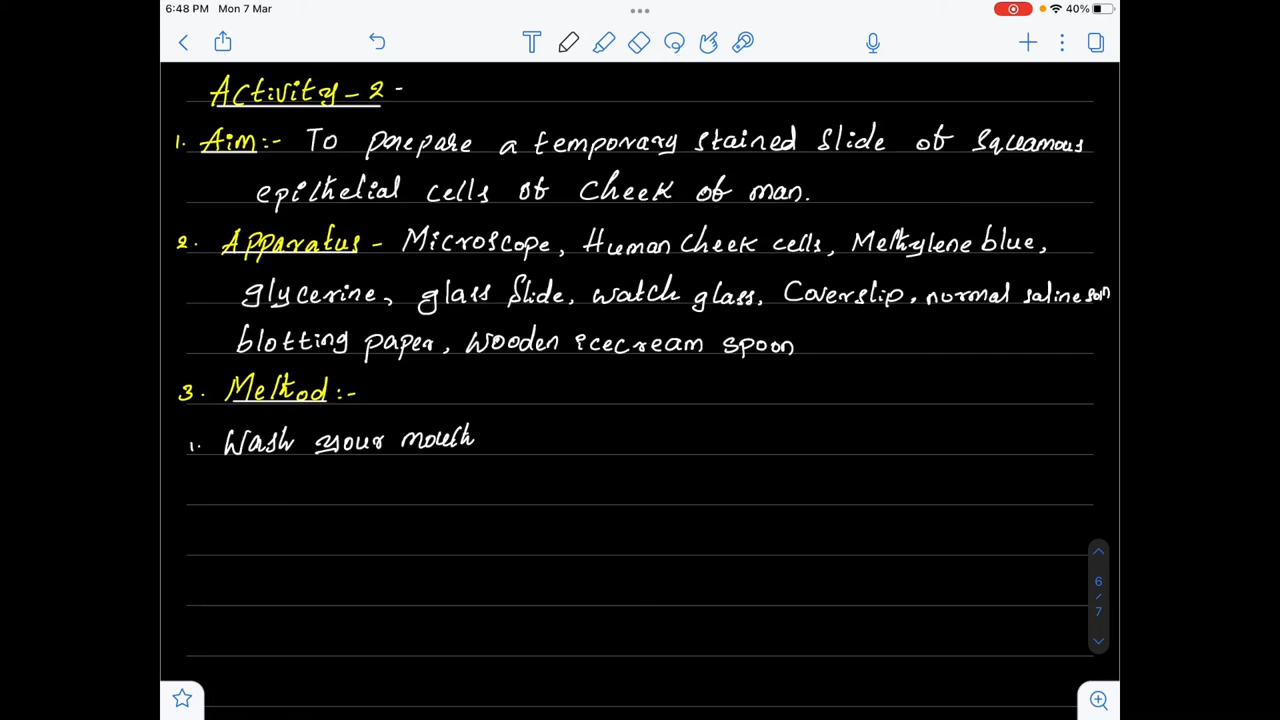 6:48 PM Mon 7 Mar
40%
Activity - 2 -
1. Aim:- To prepare a temporary stained slide of squamous
epilthelial cells of cheek of man.
2. Apparatus - Microscope, Human cheek cells, Methylene blue,
glycerine, glass slide, watch glass, Coverslip, normal saline soln
blotting paper, wooden icecream spoon
3. Method :-
1. Wash your mouth
6
/
7